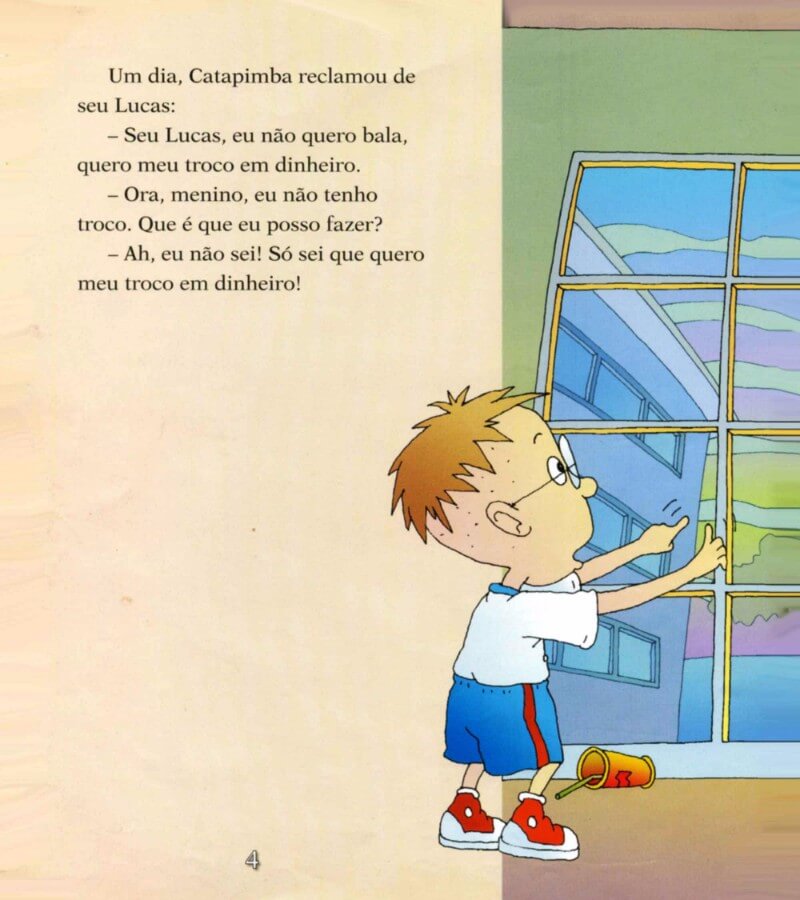 Um dia, Catapimba reclamou de
seu Lucas:
– Seu Lucas, eu não quero bala,
quero meu troco em dinheiro.
– Ora, menino, eu não tenho
troco. Que é que eu posso fazer?
– Ah, eu não sei! Só sei que quero
meu troco em dinheiro!
4